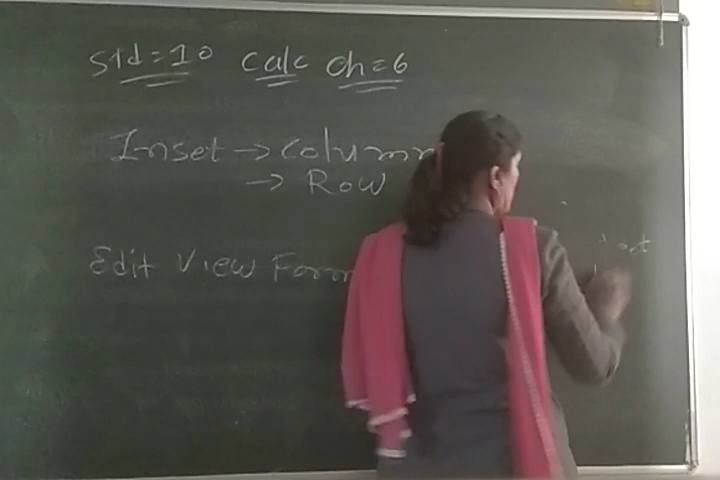 Std=10 Calc Ch=6
Inset → Column
→ Row
Edit View Form